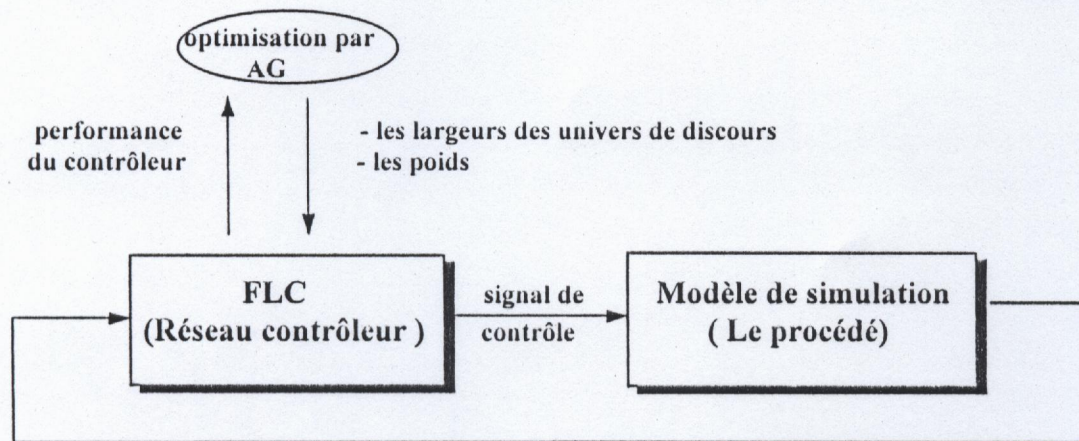 optimisation par
AG
performance
du contrôleur
- les largeurs des univers de discours
- les poids
FLC
(Réseau contrôleur )
signal de
contrôle
Modèle de simulation
( Le procédé)